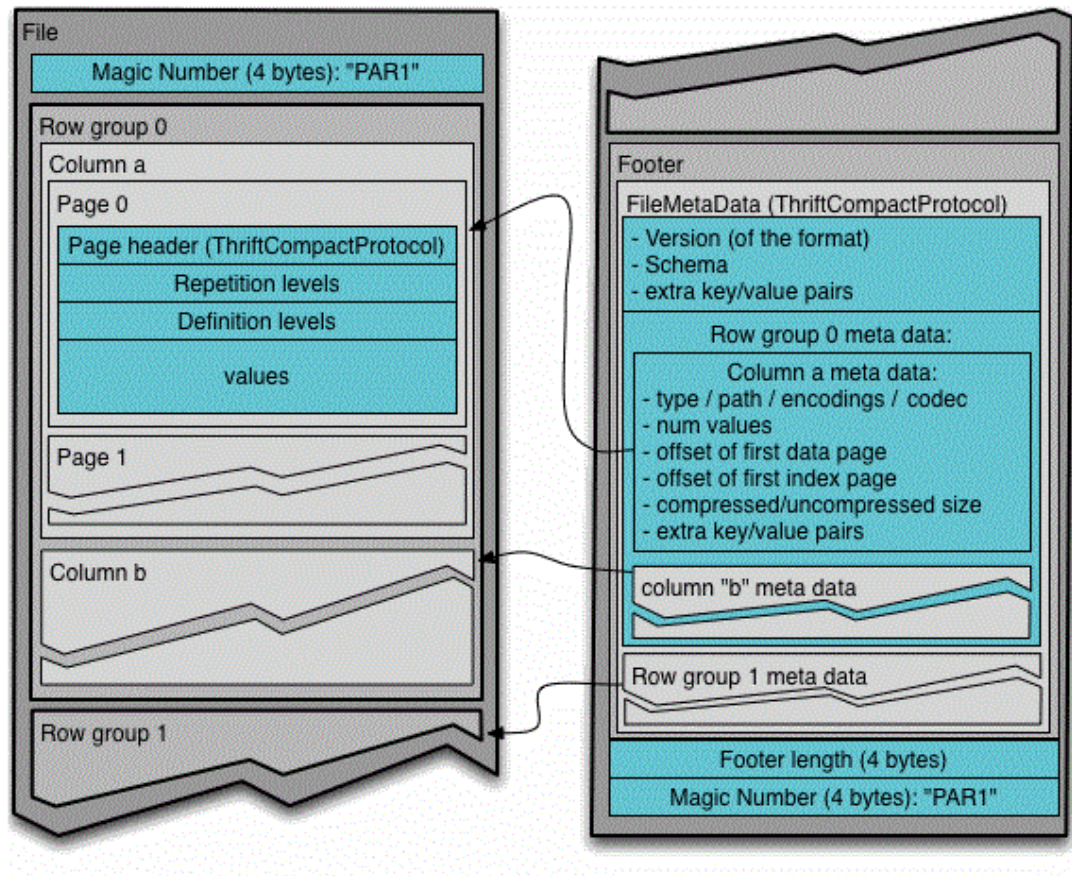 File
Magic Number (4 bytes): "PAR1"
Row group 0
Column a
Page 0
Page header (ThriftCompactProtocol)
Repetition levels
Definition levels
values
Page 1
Column b
Row group 1
Footer
FileMetaData (ThriftCompactProtocol)
- Version (of the format)
- Schema
- extra key/value pairs
Row group 0 meta data:
Column a meta data:
- type / path / encodings / codec
- num values
- offset of first data page
- offset of first index page
- compressed/uncompressed size
- extra key/value pairs
column "b" meta data
Row group 1 meta data
Footer length (4 bytes)
Magic Number (4 bytes): "PAR1"